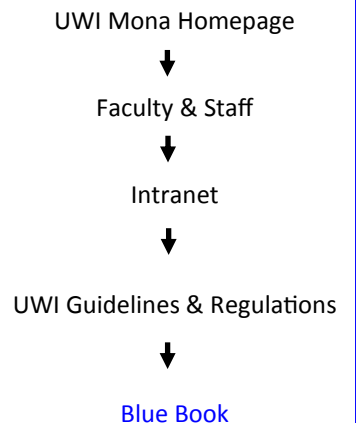 UWI Mona Homepage
Faculty & Staff
Intranet
UWI Guidelines & Regulations
Blue Book